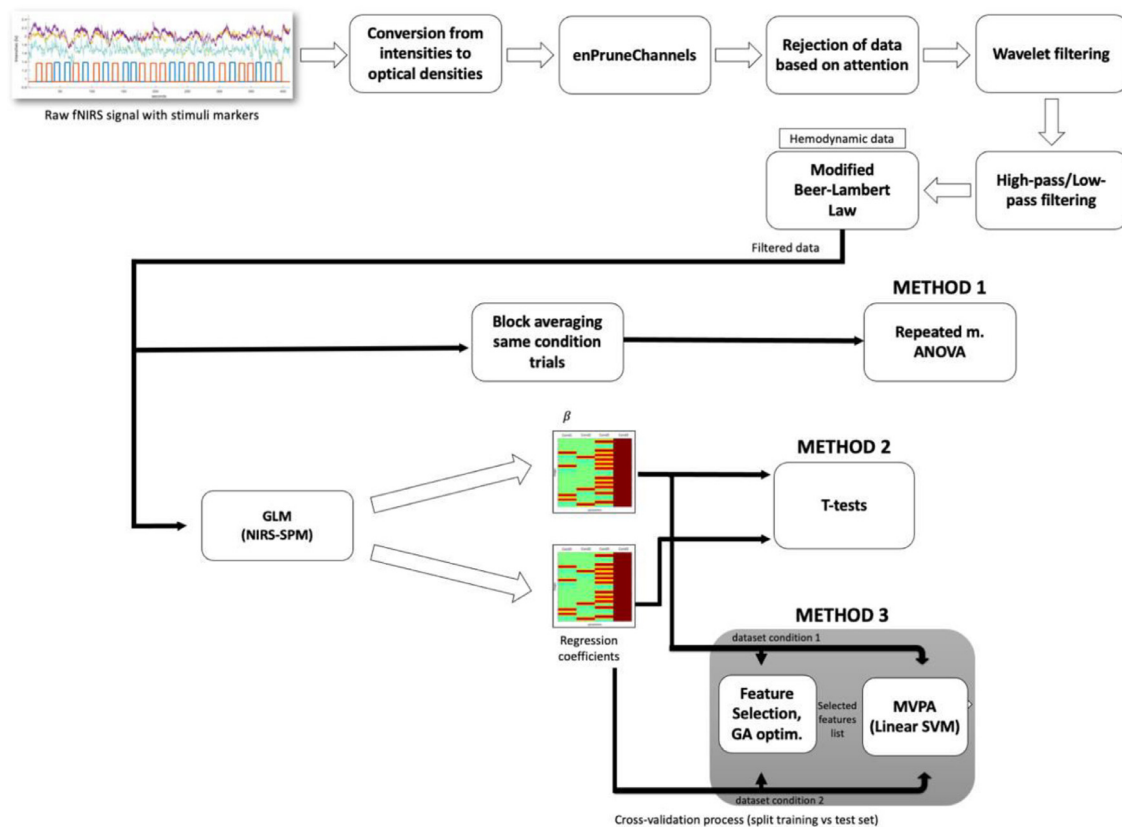 Conversion from
intensities to
optical densities
enPruneChannels
Rejection of data
based on attention
Wavelet filtering
Raw fNIRS signal with stimuli markers
Hemodynamic data
Modified
Beer-Lambert
Law
High-pass/Low-
pass filtering
Filtered data
METHOD 1
Block averaging
same condition
trials
Repeated m.
ANOVA
β
METHOD 2
GLM
(NIRS-SPM)
T-tests
METHOD 3
Regression
coefficients
dataset condition 1
Feature
Selection,
GA optim.
Selected
features
list
MVPA
(Linear SVM)
dataset condition 2
Cross-validation process (split training vs test set)